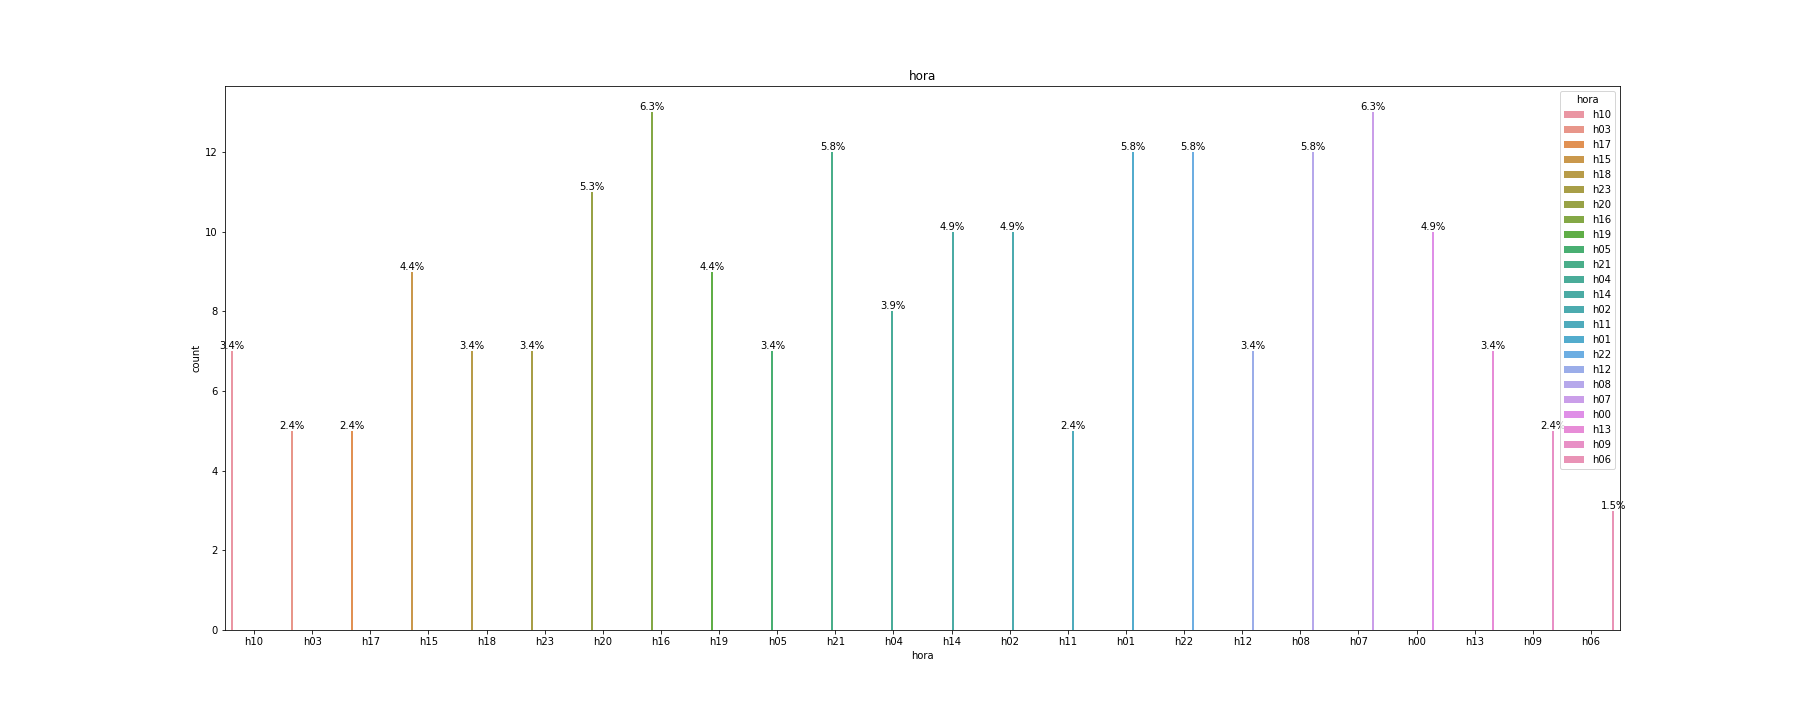 hora
6.3%
6.3%
5.8%
5.8%
5.8%
5.8%
5.3%
4.9%
4.9%
4.9%
4.4%
4.4%
3.9%
3.4%
3.4%
3.4%
3.4%
3.4%
3.4%
2.4%
2.4%
2.4%
2.4%
1.5%
12
10
8
6
4
2
0
count
h10 h03 h17 h15 h18 h23 h20 h16 h19 h05 h21 h04 h14 h02 h11 h01 h22 h12 h08 h07 h00 h13 h09 h06
hora
hora
h10
h03
h17
h15
h18
h23
h20
h16
h19
h05
h21
h04
h14
h02
h11
h01
h22
h12
h08
h07
h00
h13
h09
h06